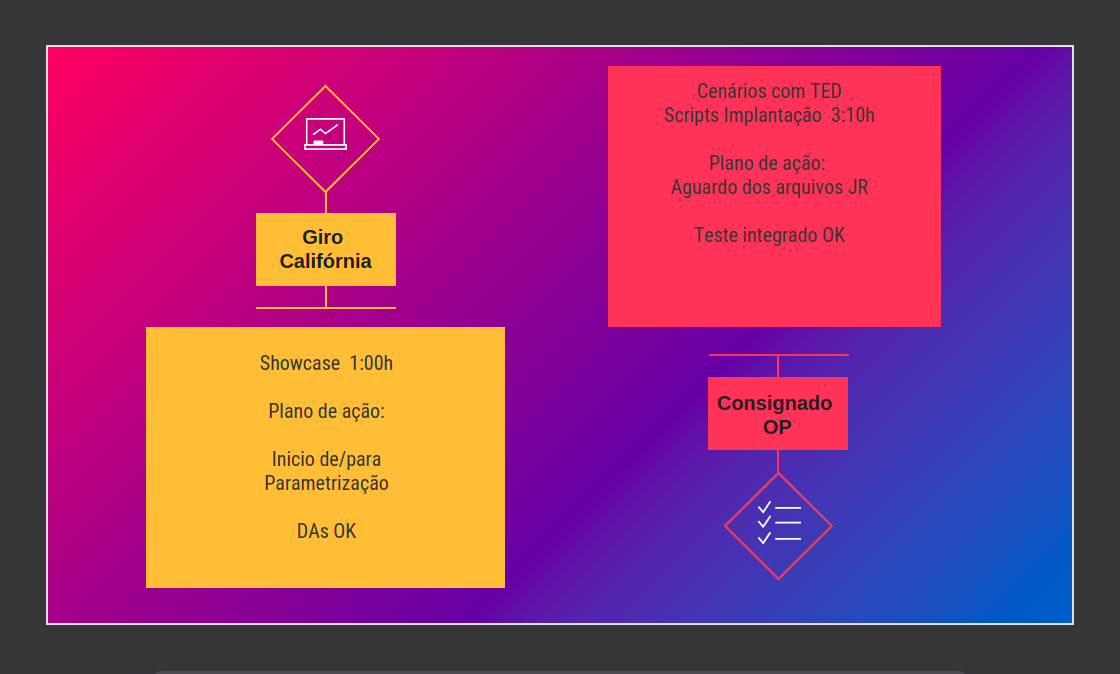 Giro
Califórnia
Showcase  1:00h
Plano de ação:
Inicio de/para
Parametrização
DAs OK
Cenários com TED
Scripts Implantação  3:10h
Plano de ação:
Aguardo dos arquivos JR
Teste integrado OK
Consignado
OP